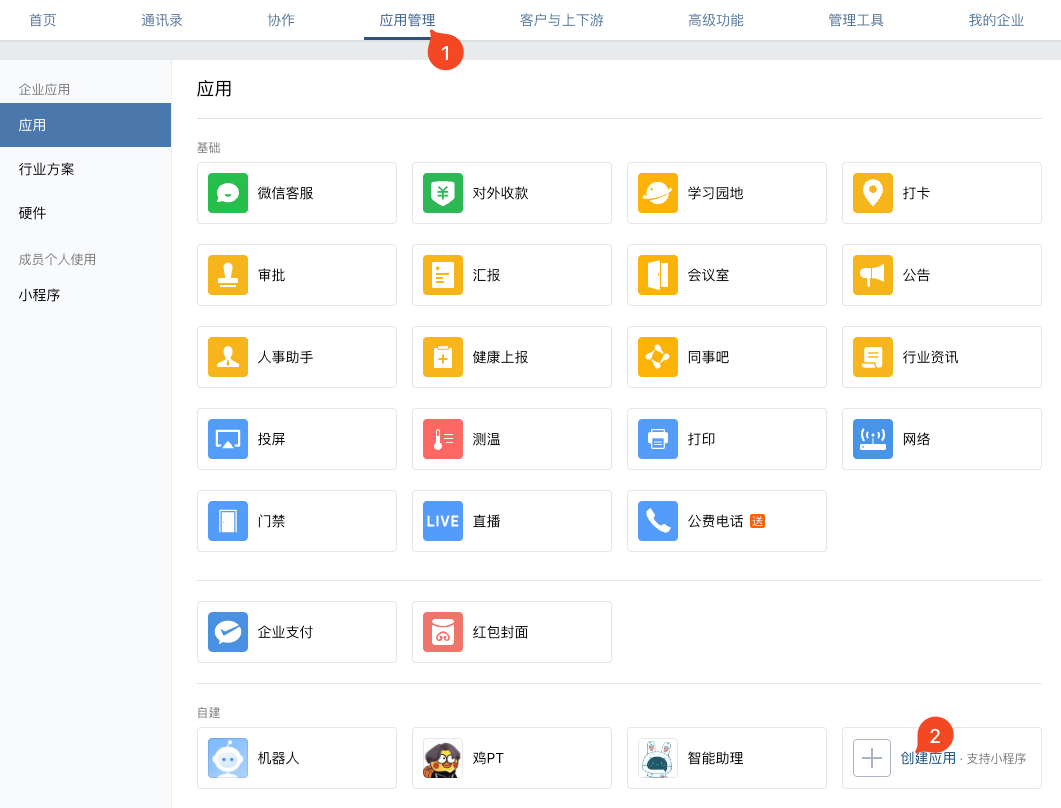 首页 通讯录 协作 应用管理 客户与上下游 高级功能 管理工具 我的企业
1
企业应用
应用
行业方案
硬件
成员个人使用
小程序
应用
基础
微信客服 对外收款 学习园地 打卡
审批 汇报 会议室 公告
人事助手 健康上报 同事吧 行业资讯
投屏 测温 打印 网络
门禁 LIVE 直播 公费电话 送
企业支付 红包封面
自建
2
机器人 鸡PT 智能助理 创建应用 · 支持小程序